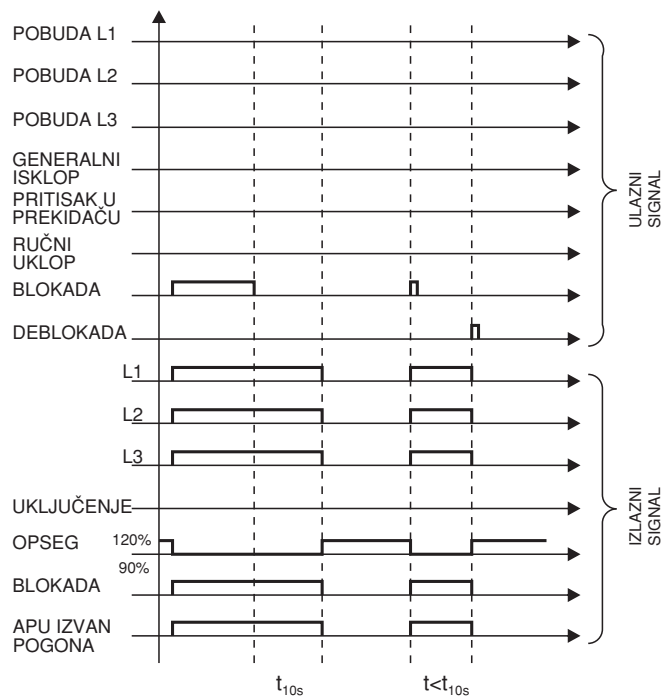 POBUDA L1
POBUDA L2
POBUDA L3
GENERALNI
ISKLOP
PRITISAK U
PREKIDAČU
RUČNI
UKLOP
BLOKADA
DEBLOKADA
ULAZNI
SIGNAL
L1
L2
L3
UKLJUČENJE
OPSEG 120%
90%
BLOKADA
APU IZVAN
POGONA
IZLAZNI
SIGNAL
t10s t<t10s